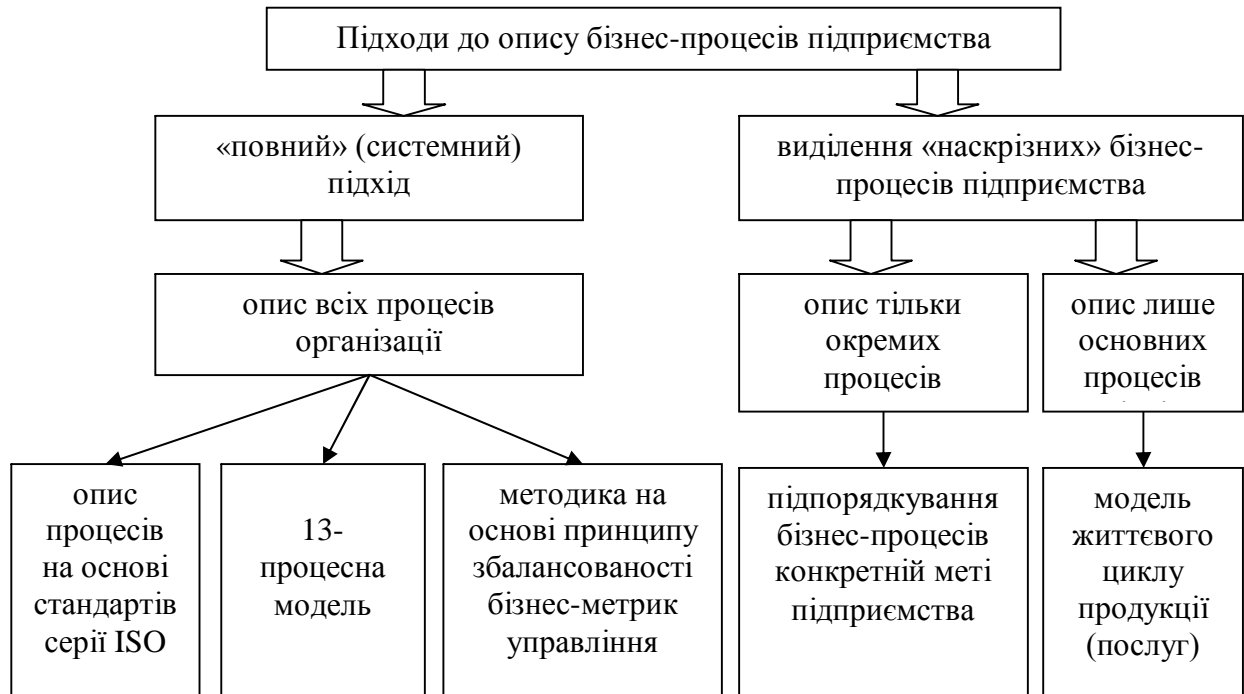 Підходи до опису бізнес-процесів підприємства
«повний» (системний)
підхід
виділення «наскрізних» бізнес-
процесів підприємства
опис всіх процесів
організації
опис тільки
окремих
процесів
опис лише
основних
процесів
опис
процесів
на основі
стандартів
серії ISO
13-
процесна
модель
методика на
основі принципу
збалансованості
бізнес-метрик
управління
підпорядкування
бізнес-процесів
конкретній меті
підприємства
модель
життєвого
циклу
продукції
(послуг)